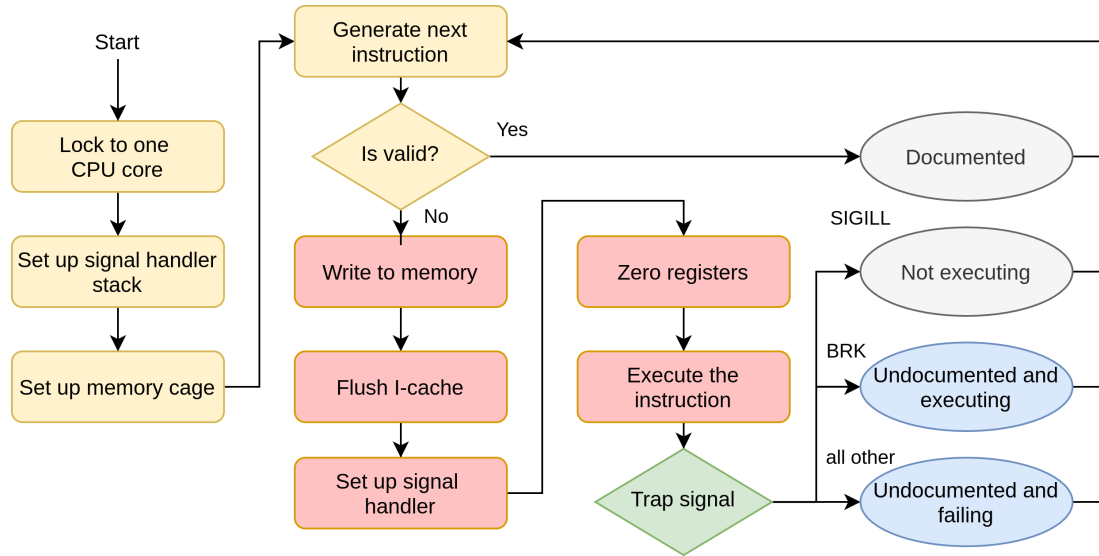 Start
Lock to one
CPU core
Set up signal handler
stack
Set up memory cage
Generate next
instruction
Is valid?
Yes
No
Write to memory
Flush I-cache
Set up signal
handler
Zero registers
Execute the
instruction
Trap signal
Documented
SIGILL
Not executing
BRK
Undocumented and
executing
all other
Undocumented and
failing